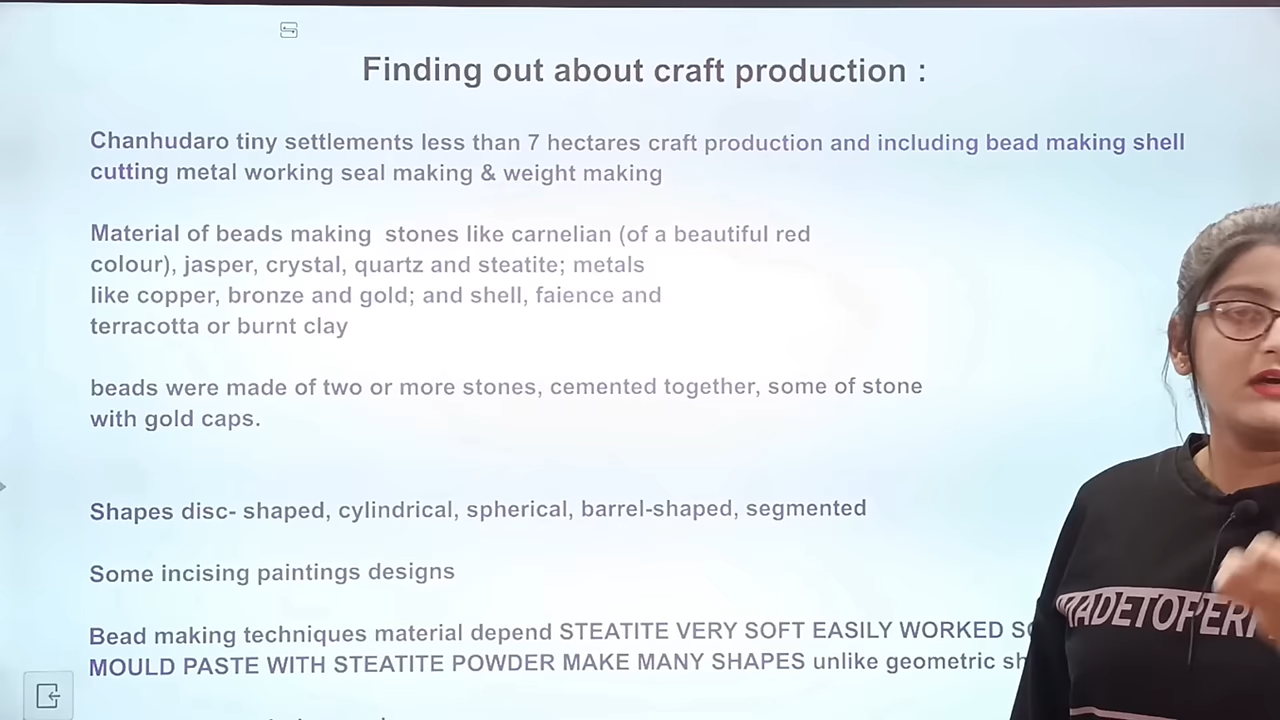 Finding out about craft production :
Chanhudaro tiny settlements less than 7 hectares craft production and including bead making shell
cutting metal working seal making & weight making
Material of beads making stones like carnelian (of a beautiful red
colour), jasper, crystal, quartz and steatite; metals
like copper, bronze and gold; and shell, faience and
terracotta or burnt clay
beads were made of two or more stones, cemented together, some of stone
with gold caps.
Shapes disc- shaped, cylindrical, spherical, barrel-shaped, segmented
Some incising paintings designs
Bead making techniques material depend STEATITE VERY SOFT EASILY WORKED
MOULD PASTE WITH STEATITE POWDER MAKE MANY SHAPES unlike geometric